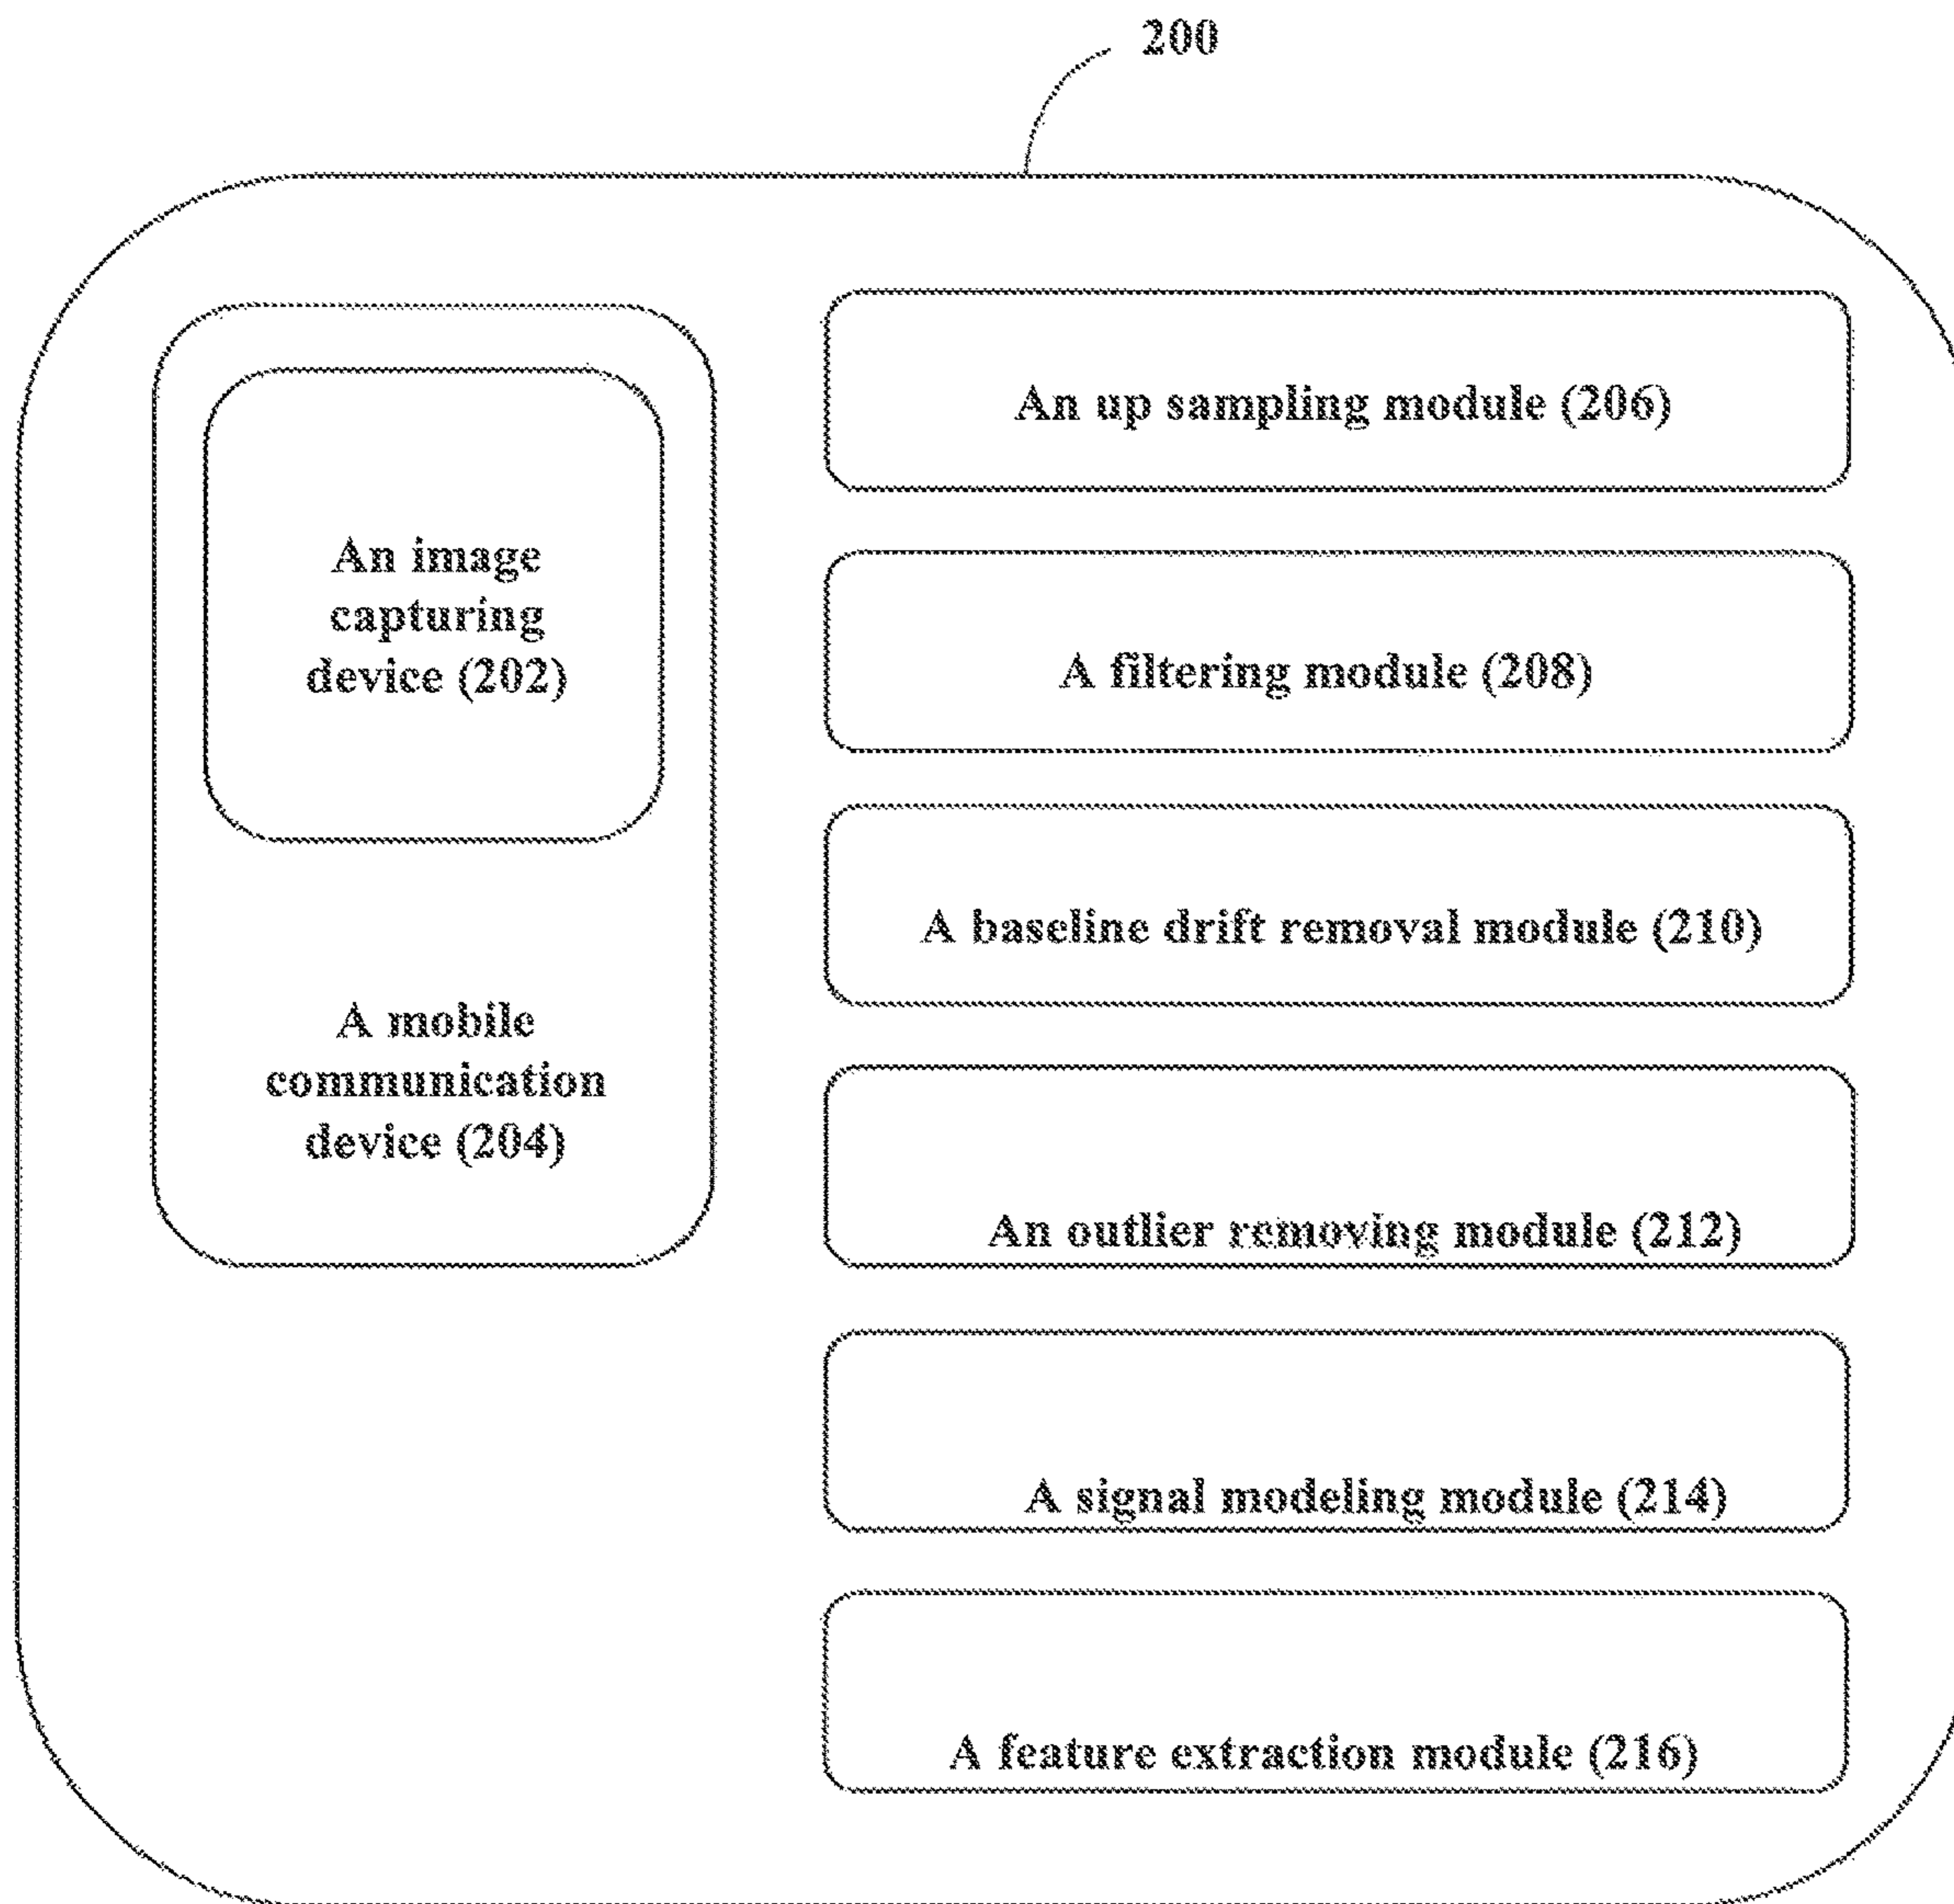 200
An image
capturing
device (202)
A mobile
communication
device (204)
An up sampling module (206)
A filtering module (208)
A baseline drift removal module (210)
An outlier removing module (212)
A signal modeling module (214)
A feature extraction module (216)